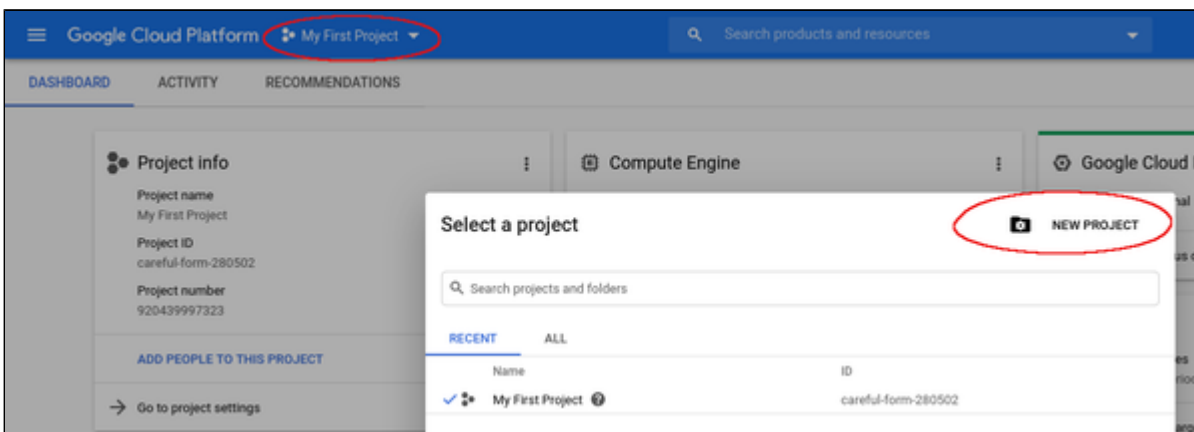 Google Cloud Platform My First Project
Search products and resources
DASHBOARD ACTIVITY RECOMMENDATIONS
Project info
Project name
My First Project
Project ID
careful-form-280502
Project number
920439997323
ADD PEOPLE TO THIS PROJECT
Go to project settings
Compute Engine
Google Cloud
Select a project
NEW PROJECT
Search projects and folders
RECENT ALL
Name ID
My First Project careful-form-280502